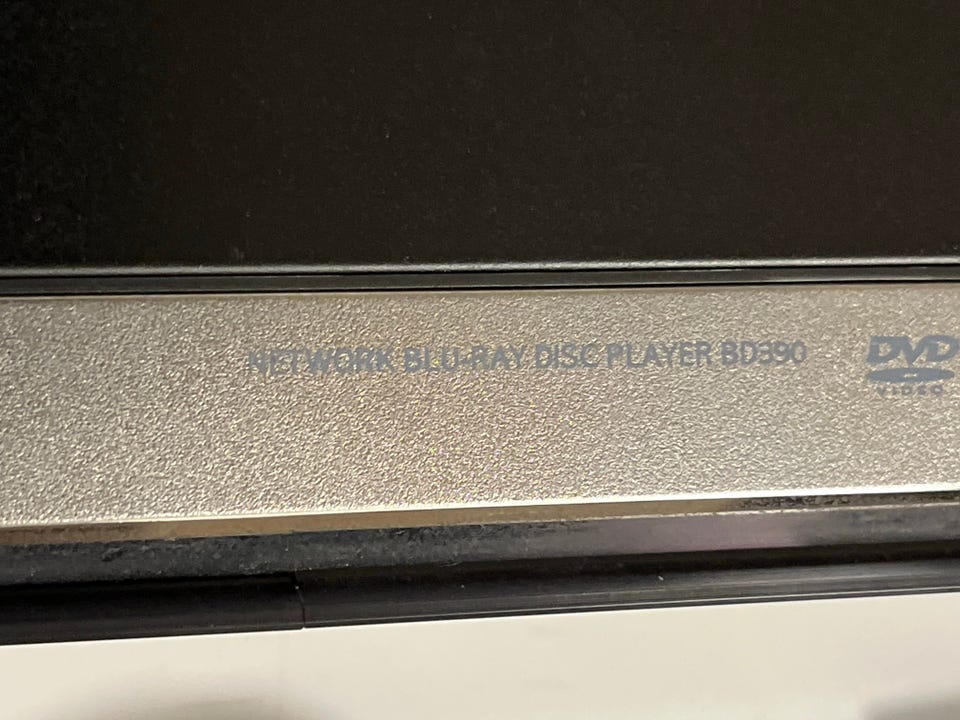 NETWORK BLU-RAY DISC PLAYER BD390
DVD
VIDEO